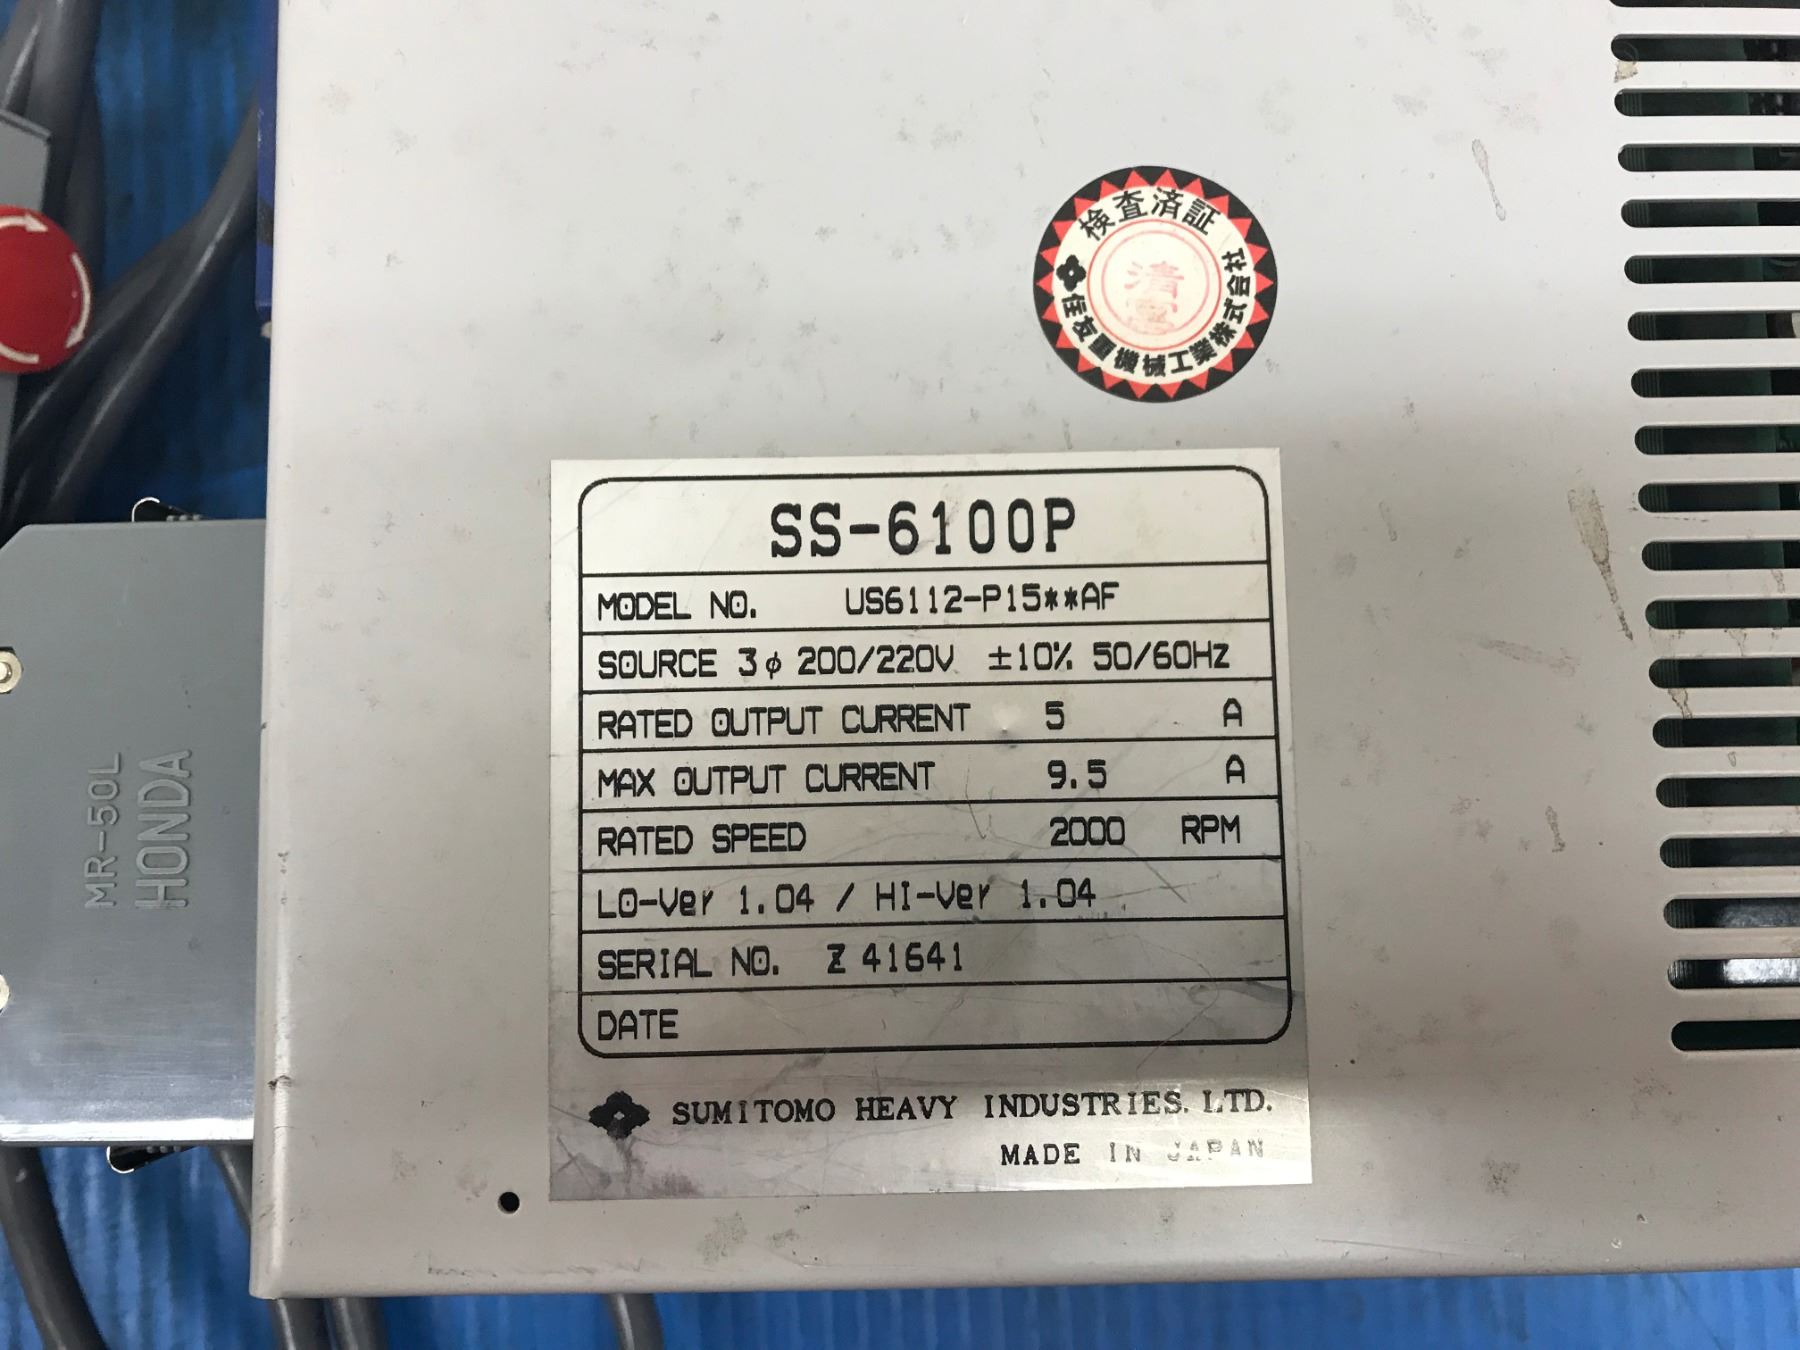 検査済証
住友重機械工業株式会社
SS-6100P
MODEL NO. US6112-P15**AF
SOURCE 3φ 200/220V ±10% 50/60Hz
RATED OUTPUT CURRENT 5 A
MAX OUTPUT CURRENT 9.5 A
RATED SPEED 2000 RPM
LO-Ver 1.04 / HI-Ver 1.04
SERIAL NO. Z 41641
DATE
SUMITOMO HEAVY INDUSTRIES. LTD.
MADE IN JAPAN
MR-50L
HONDA